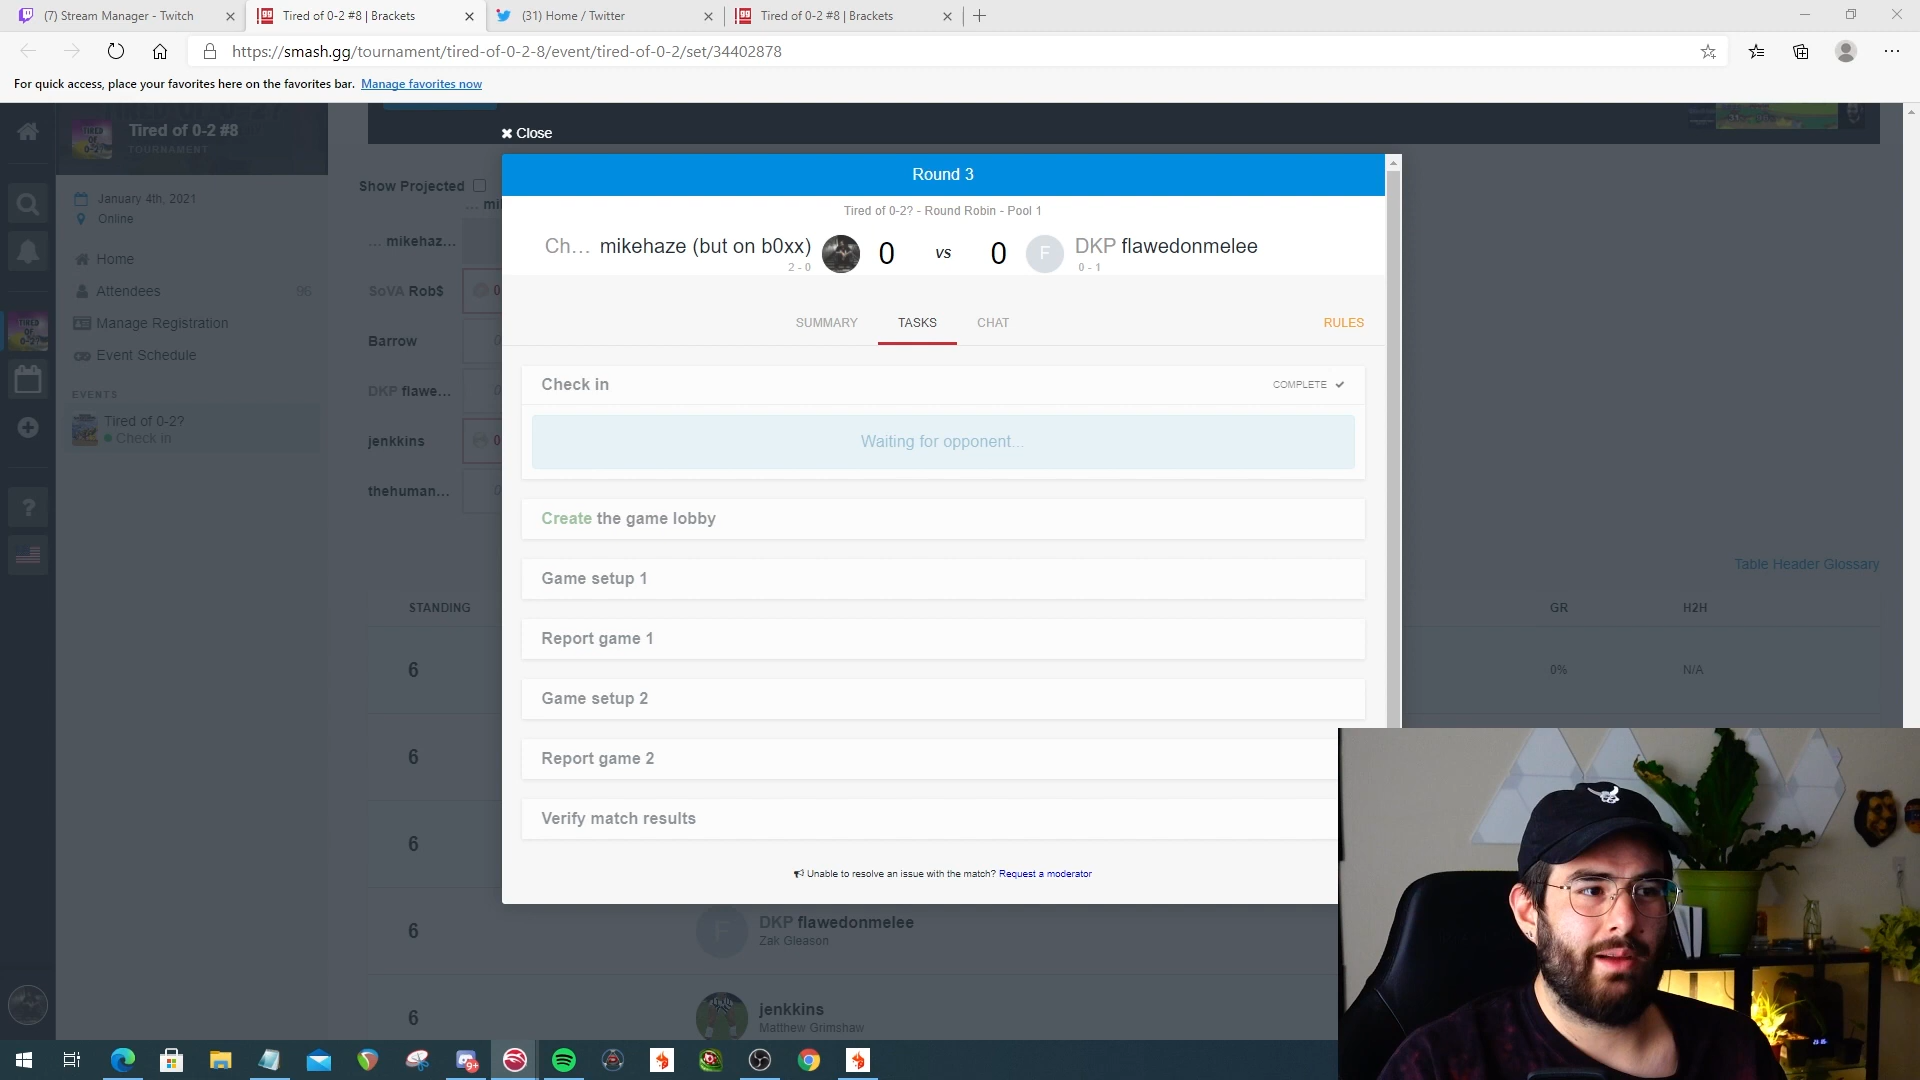 (7) Stream Manager - Twitch
Tired of 0-2 #8 | Brackets
(31) Home / Twitter
Tired of 0-2 #8 | Brackets
https://smash.gg/tournament/tired-of-0-2-8/event/tired-of-0-2/set/34402878
For quick access, place your favorites here on the favorites bar. Manage favorites now
Tired of 0-2 #8
TOURNAMENT
January 4th, 2021
Online
Home
Attendees 96
Manage Registration
Event Schedule
EVENTS
Tired of 0-2?
Check In
Show Projected
... mi
... mikehaz...
SoVA Rob$ 0
Barrow 0
DKP flawe... 0
jenkkins 0
thehuman... 0
Close
Round 3
Tired of 0-2? - Round Robin - Pool 1
Ch... mikehaze (but on b0xx) 0 vs 0 F DKP flawedonmelee
2 - 0
0 - 1
SUMMARY TASKS CHAT RULES
Check in COMPLETE
Waiting for opponent...
Create the game lobby
Game setup 1
Report game 1
Game setup 2
Report game 2
Verify match results
Unable to resolve an issue with the match? Request a moderator
Table Header Glossary
STANDING GR H2H
6 0% N/A
6
6
6 F DKP flawedonmelee
Zak Gleason
6 jenkkins
Matthew Grimshaw
9+